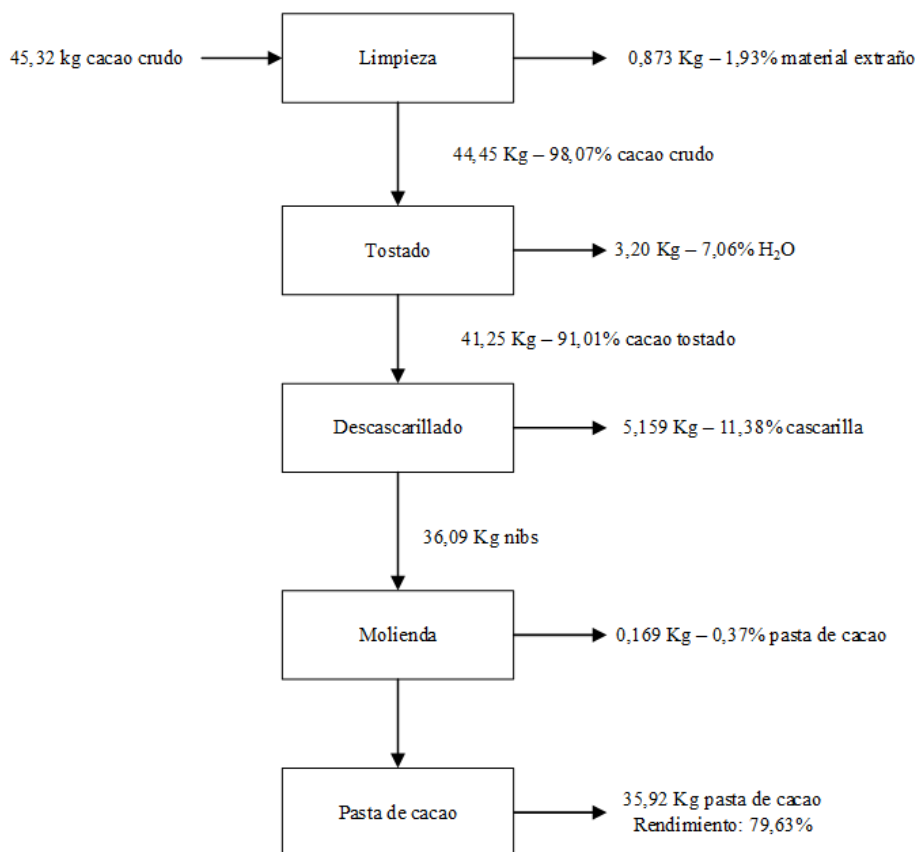 45,32 kg cacao crudo
Limpieza
0,873 Kg – 1,93% material extraño
44,45 Kg – 98,07% cacao crudo
Tostado
3,20 Kg – 7,06% H₂O
41,25 Kg – 91,01% cacao tostado
Descascarillado
5,159 Kg – 11,38% cascarilla
36,09 Kg nibs
Molienda
0,169 Kg – 0,37% pasta de cacao
Pasta de cacao
35,92 Kg pasta de cacao
Rendimiento: 79,63%